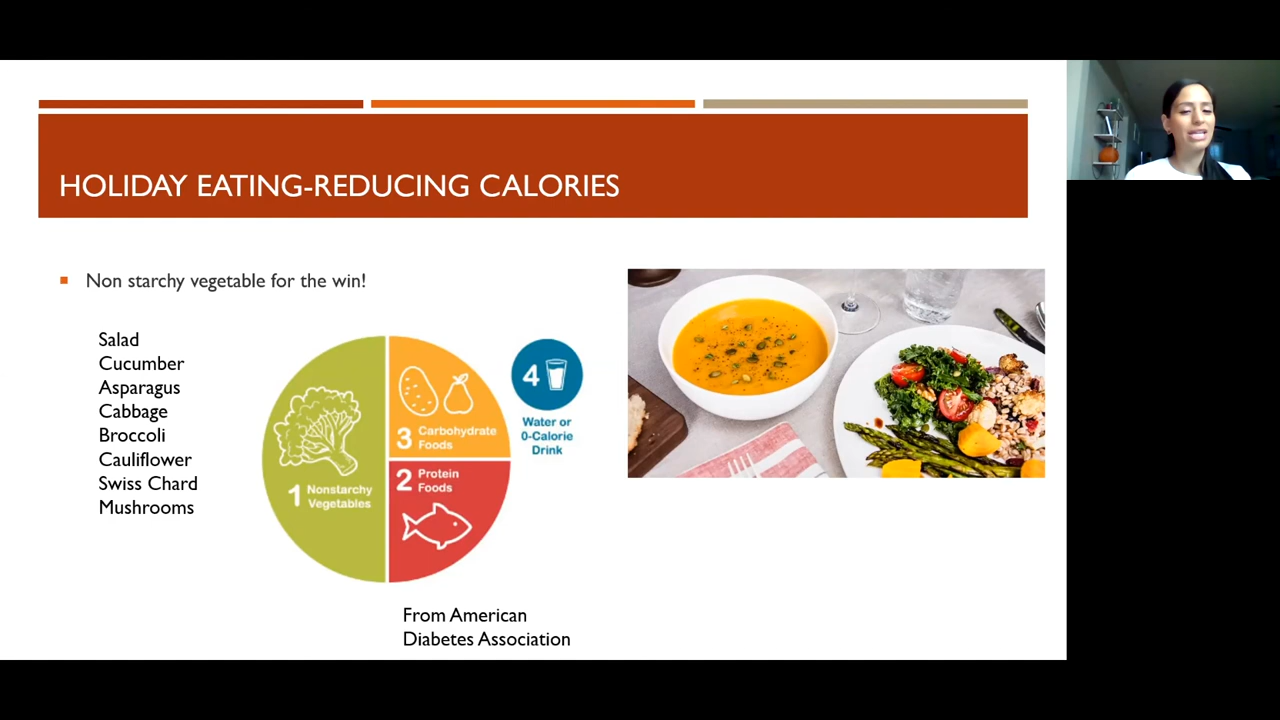 HOLIDAY EATING-REDUCING CALORIES
Non starchy vegetable for the win!
Salad
Cucumber
Asparagus
Cabbage
Broccoli
Cauliflower
Swiss Chard
Mushrooms
1 Nonstarchy
Vegetables
3 Carbohydrate
Foods
2 Protein
Foods
4
Water or
0-Calorie
Drink
From American
Diabetes Association